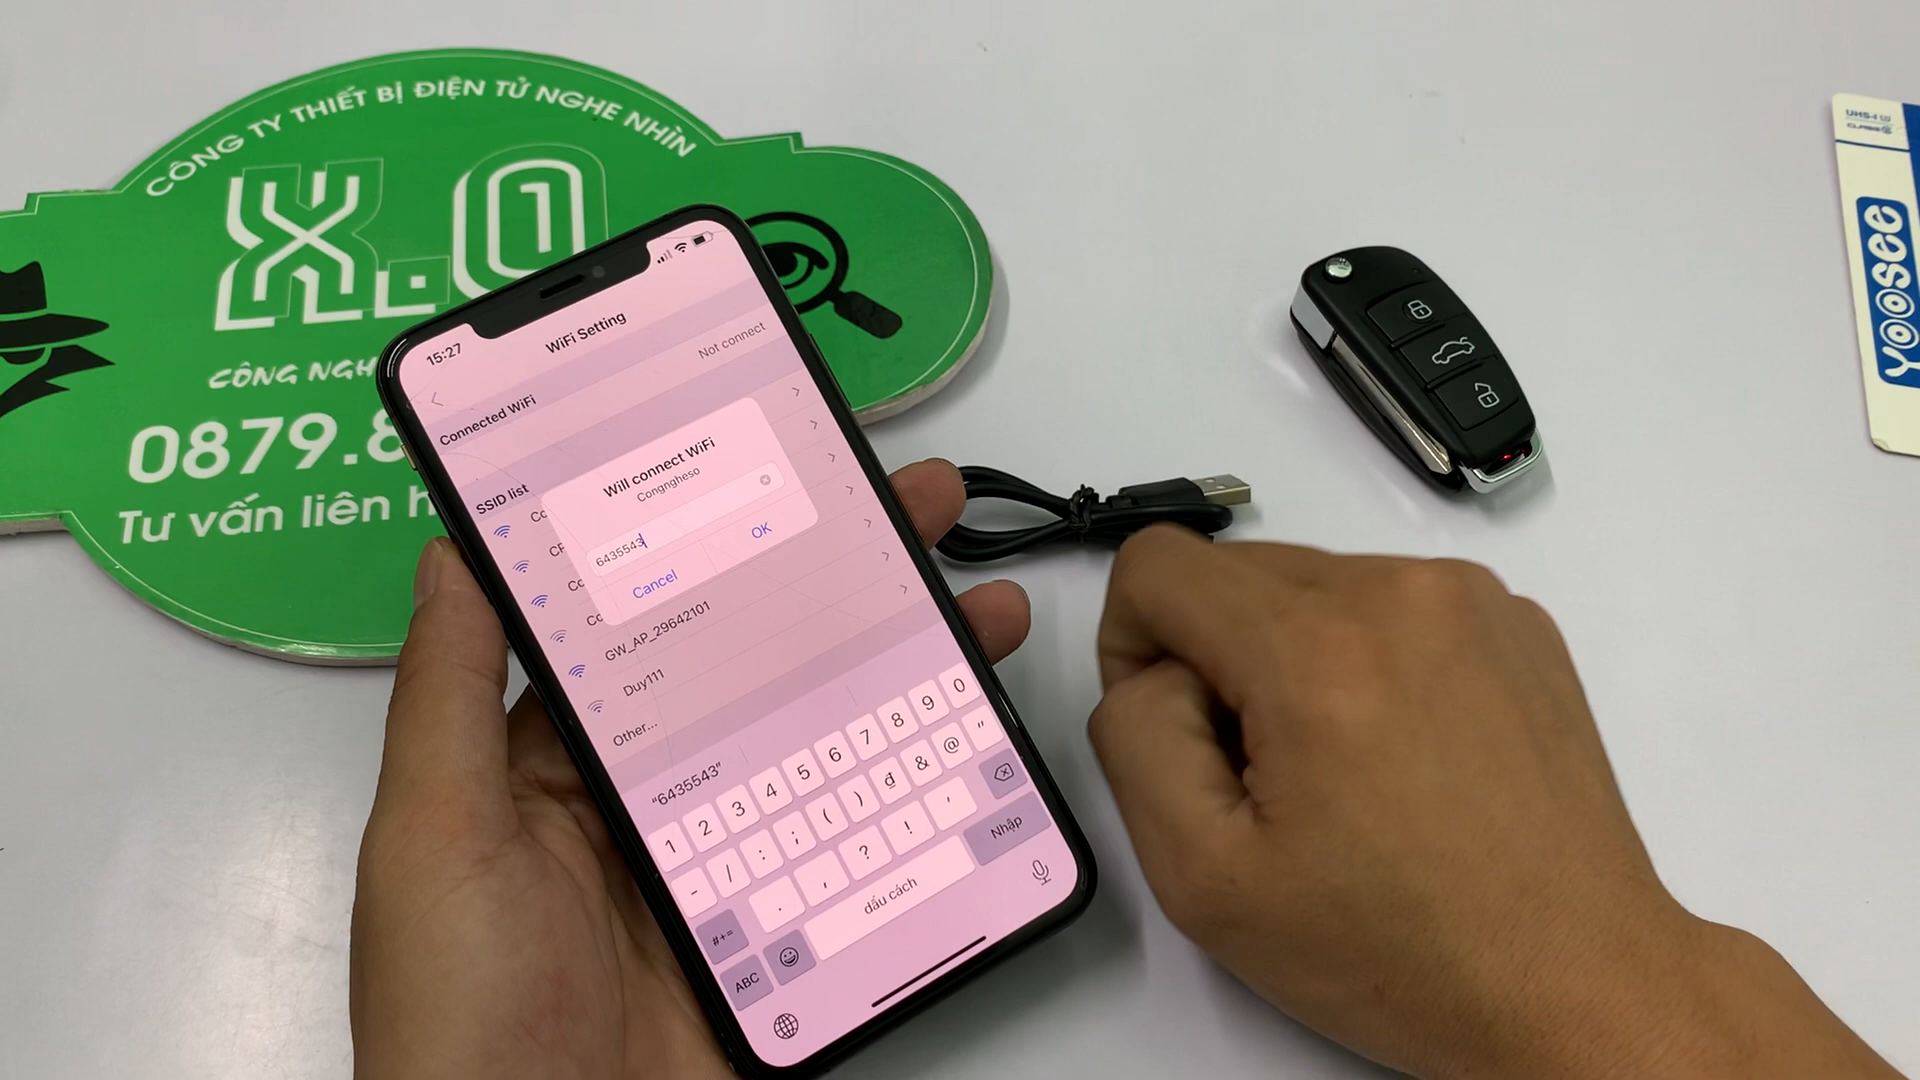 CÔNG TY THIẾT BỊ ĐIỆN TỬ NGHE NHÌN
X.01
CÔNG NGH
0879.8
Tư vấn liên h
15:27
WiFi Setting
Connected WiFi
Not connect
SSID list
Will connect WiFi
Congngheso
6435543
Cancel
OK
GW_AP_29642101
Duy111
Other...
"6435543"
1 2 3 4 5 6 7 8 9 0
- / : ; ( ) đ & @ "
#+= . , ? ! '
ABC
dấu cách
Nhập
UHS-I
YOOSEE